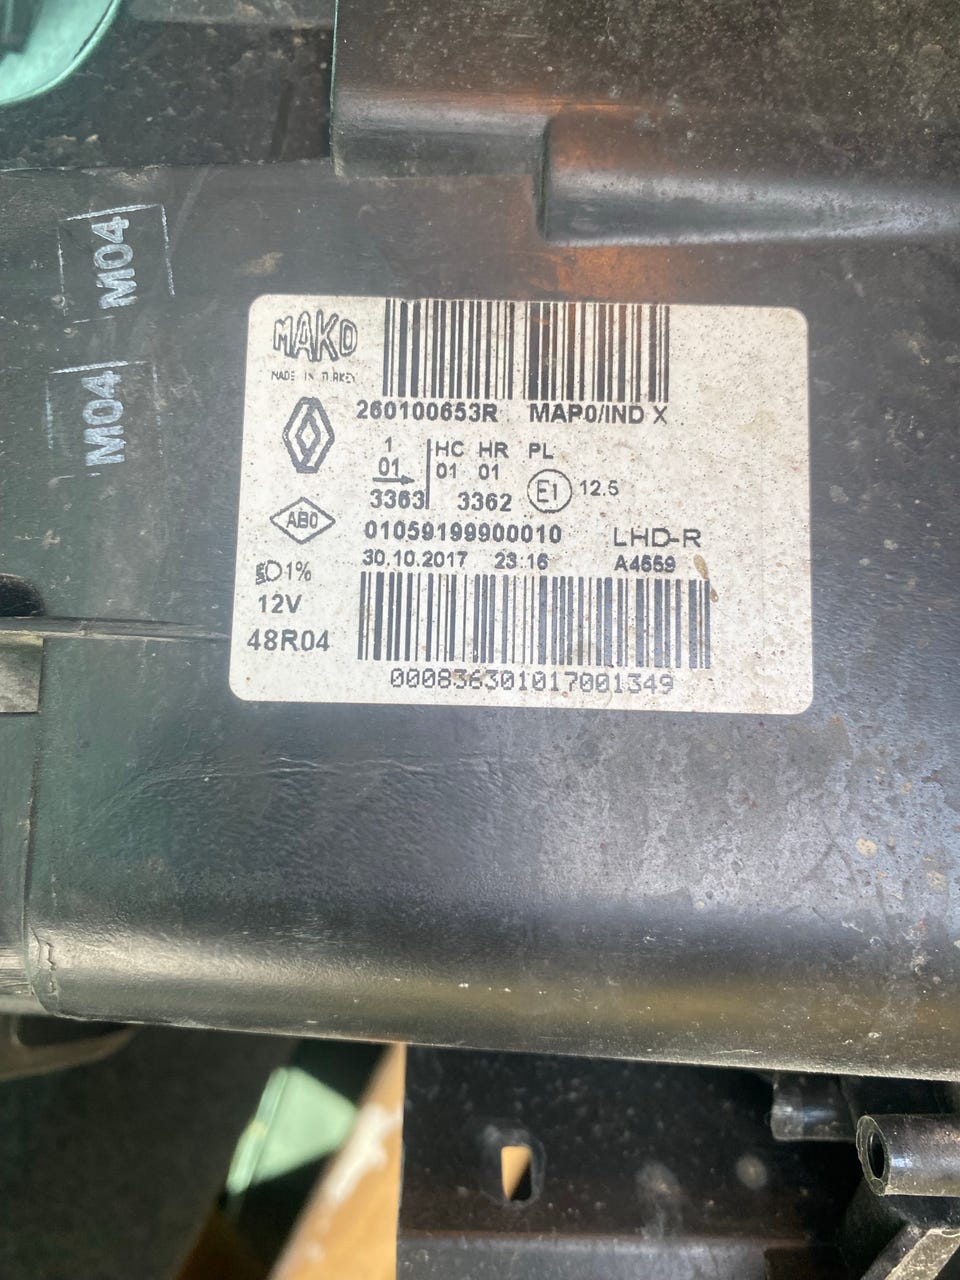 M04
M04
MAKO
MADE IN TURKEY
260100653R MAP0/IND X
1 HC HR PL
01 01 01
3363 3362 E1 12.5
AB0
01059199900010 LHD-R
30.10.2017 23:16 A4659
1%
12V
48R04
000836301017001349